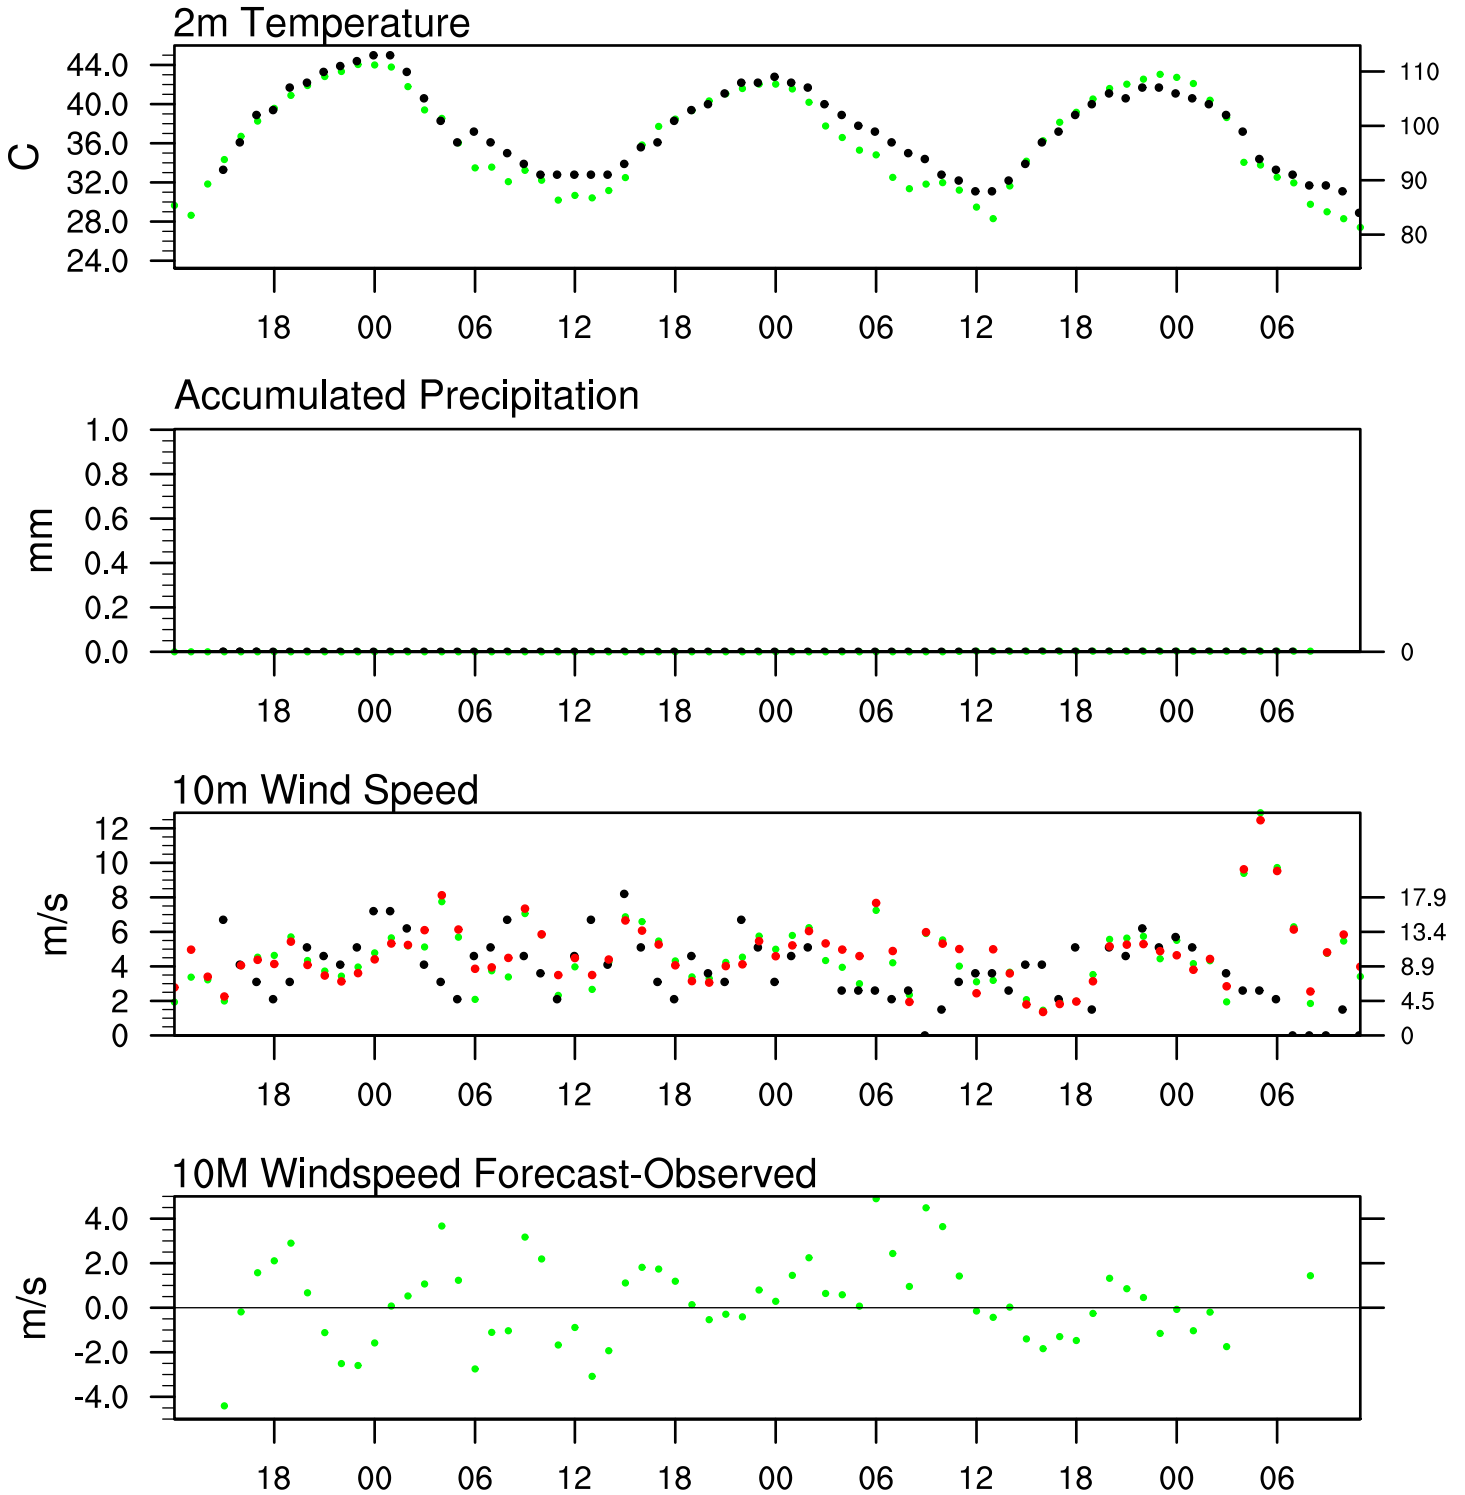 2m Temperature
44.0
40.0
36.0
32.0
28.0
24.0
C
110
100
90
80
18 00 06 12 18 00 06 12 18 00 06
Accumulated Precipitation
1.0
0.8
0.6
0.4
0.2
0.0
mm
0
18 00 06 12 18 00 06 12 18 00 06
10m Wind Speed
12
10
8
6
4
2
0
m/s
17.9
13.4
8.9
4.5
0
18 00 06 12 18 00 06 12 18 00 06
10M Windspeed Forecast-Observed
4.0
2.0
0.0
-2.0
-4.0
m/s
18 00 06 12 18 00 06 12 18 00 06